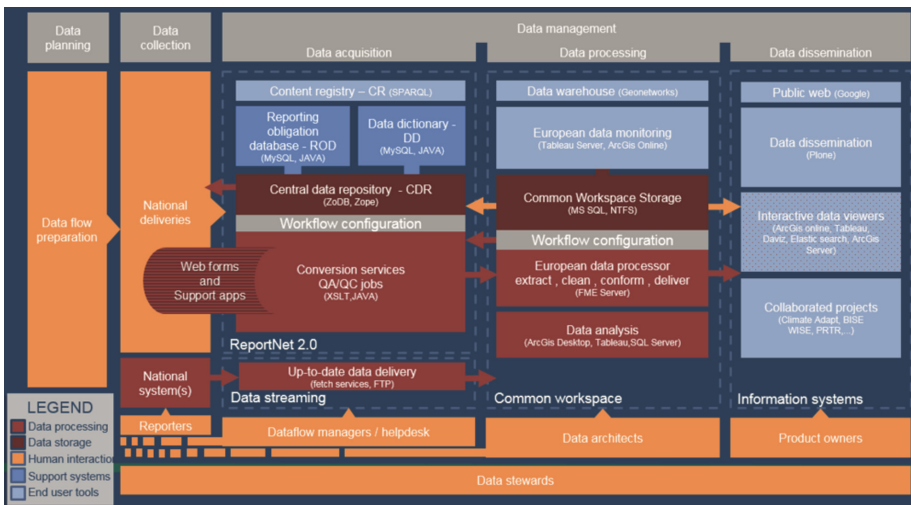 Data
planning
Data
collection
Data management
Data acquisition
Data processing
Data dissemination
Data flow
preparation
National
deliveries
Content registry – CR (SPARQL)
Reporting
obligation
database - ROD
(MySQL, JAVA)
Data dictionary -
DD
(MySQL, JAVA)
Central data repository - CDR
(ZoDB, Zope)
Workflow configuration
Web forms
and
Support apps
Conversion services
QA/QC jobs
(XSLT,JAVA)
ReportNet 2.0
National
system(s)
Up-to-date data delivery
(fetch services, FTP)
Data streaming
Data warehouse (Geonetworks)
European data monitoring
(Tableau Server, ArcGis Online)
Common Workspace Storage
(MS SQL, NTFS)
Workflow configuration
European data processor
extract , clean , conform , deliver
(FME Server)
Data analysis
(ArcGis Desktop, Tableau,SQL Server)
Common workspace
Public web (Google)
Data dissemination
(Plone)
Interactive data viewers
(ArcGis online, Tableau,
Daviz, Elastic search, ArcGis
Server)
Collaborated projects
(Climate Adapt, BISE
WISE, PRTR,...)
Information systems
LEGEND
Data processing
Data storage
Human interaction
Support systems
End user tools
Reporters
Dataflow managers / helpdesk
Data architects
Product owners
Data stewards